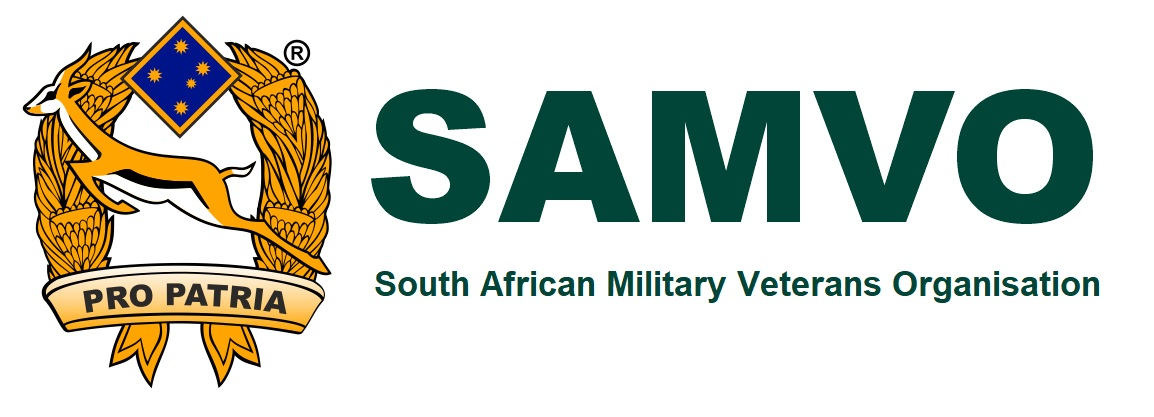 ®
SAMVO
South African Military Veterans Organisation
PRO PATRIA